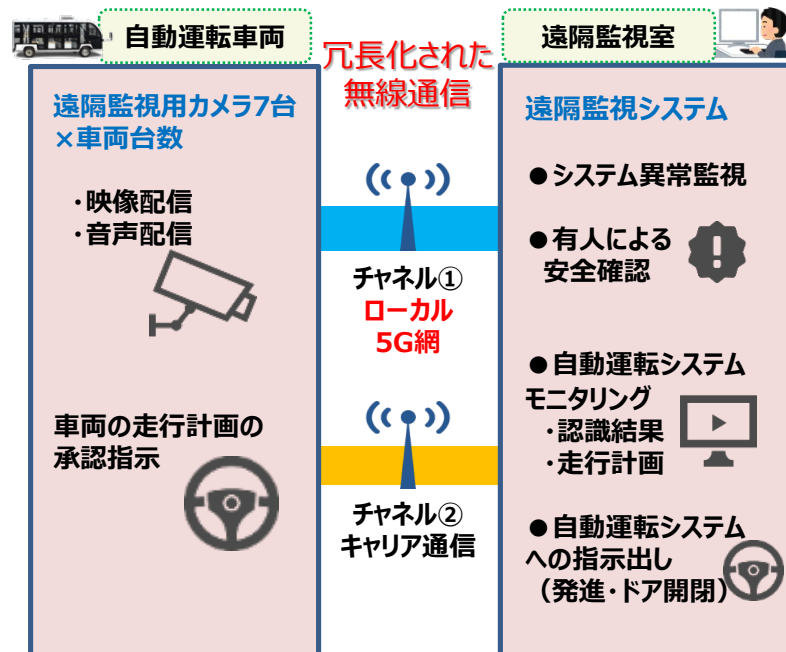 自動運転車両
遠隔監視用カメラ7台
×車両台数
・映像配信
・音声配信
車両の走行計画の
承認指示
冗長化された
無線通信
チャネル①
ローカル
5G網
チャネル②
キャリア通信
遠隔監視室
遠隔監視システム
●システム異常監視
●有人による
安全確認
●自動運転システム
モニタリング
・認識結果
・走行計画
●自動運転システム
への指示出し
（発進・ドア開閉）